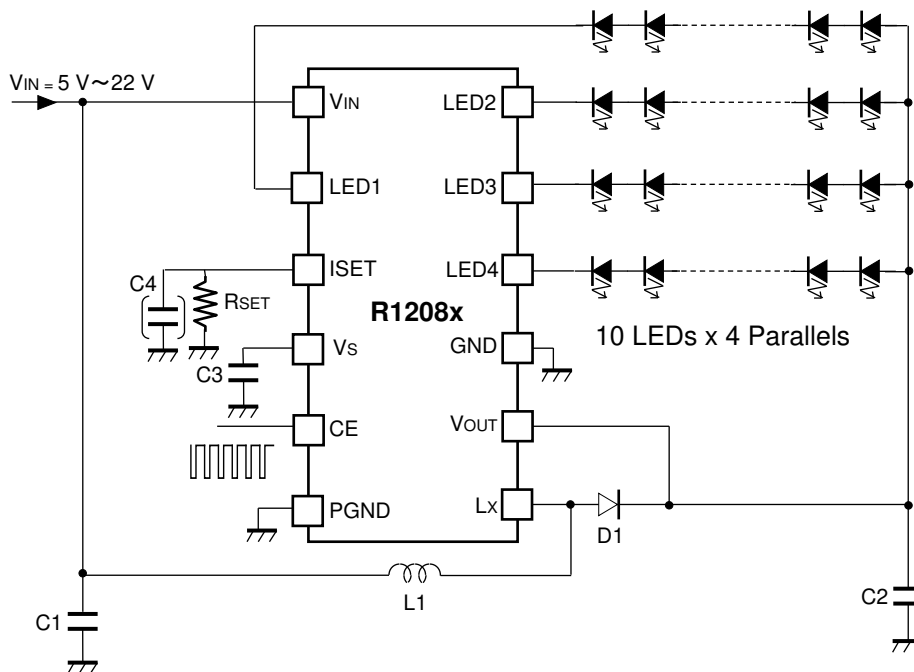 VIN = 5 V～22 V
VIN
LED2
LED1
LED3
ISET
LED4
C4
RSET
R1208x
10 LEDs x 4 Parallels
VS
GND
C3
CE
VOUT
PGND
LX
D1
L1
C1
C2